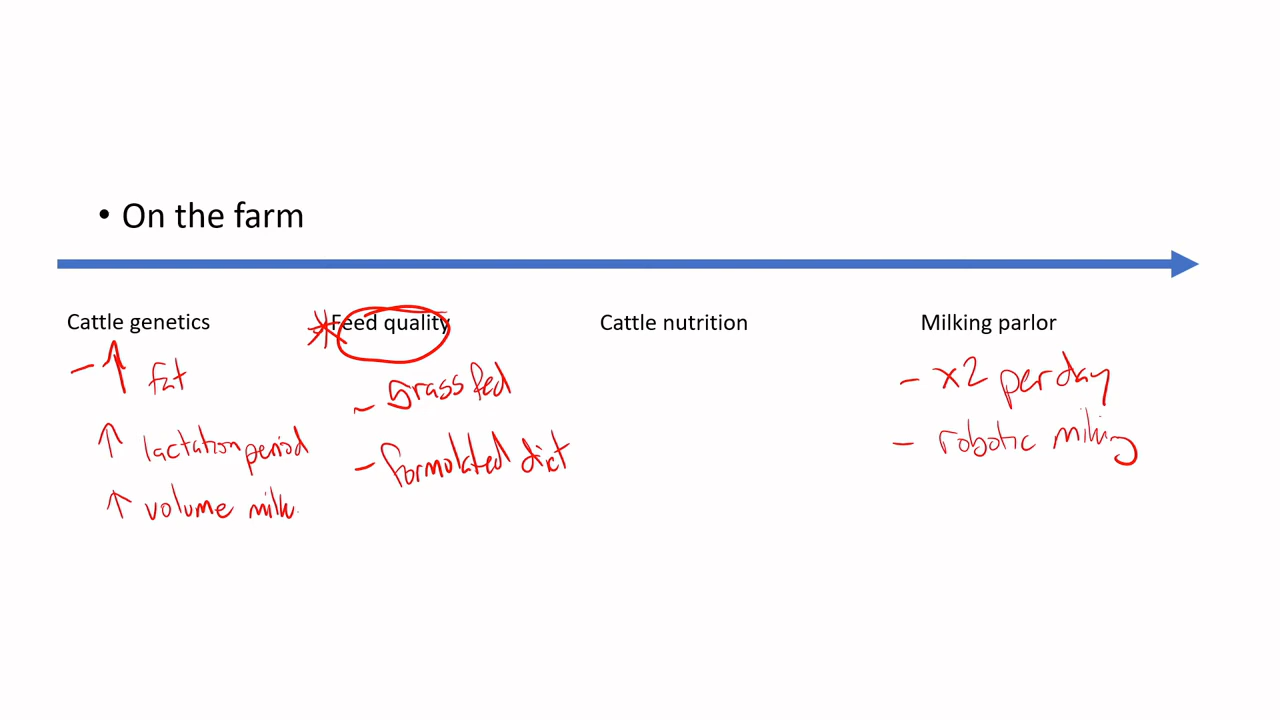 • On the farm
Cattle genetics
Feed quality
Cattle nutrition
Milking parlor
- ↑ fat
↑ lactation period
↑ volume milk
- Grass fed
- formulated diet
- x2 per day
- robotic milking